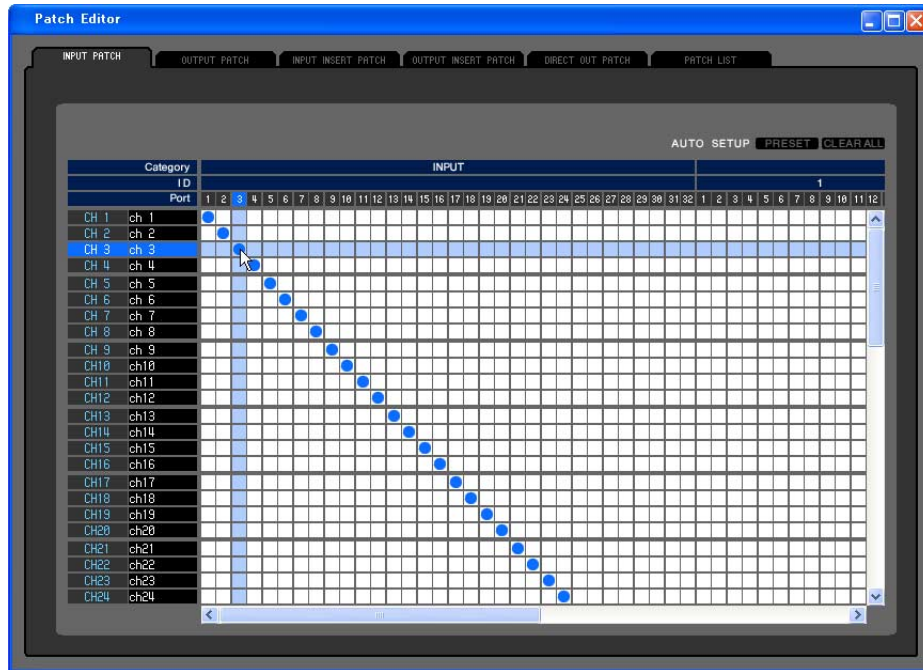 Patch Editor
INPUT PATCH OUTPUT PATCH INPUT INSERT PATCH OUTPUT INSERT PATCH DIRECT OUT PATCH PATCH LIST
AUTO SETUP PRESET CLEAR ALL
Category INPUT
ID 1
Port 1 2 3 4 5 6 7 8 9 10 11 12 13 14 15 16 17 18 19 20 21 22 23 24 25 26 27 28 29 30 31 32 1 2 3 4 5 6 7 8 9 10 11 12
CH 1 ch 1
CH 2 ch 2
CH 3 ch 3
CH 4 ch 4
CH 5 ch 5
CH 6 ch 6
CH 7 ch 7
CH 8 ch 8
CH 9 ch 9
CH10 ch10
CH11 ch11
CH12 ch12
CH13 ch13
CH14 ch14
CH15 ch15
CH16 ch16
CH17 ch17
CH18 ch18
CH19 ch19
CH20 ch20
CH21 ch21
CH22 ch22
CH23 ch23
CH24 ch24